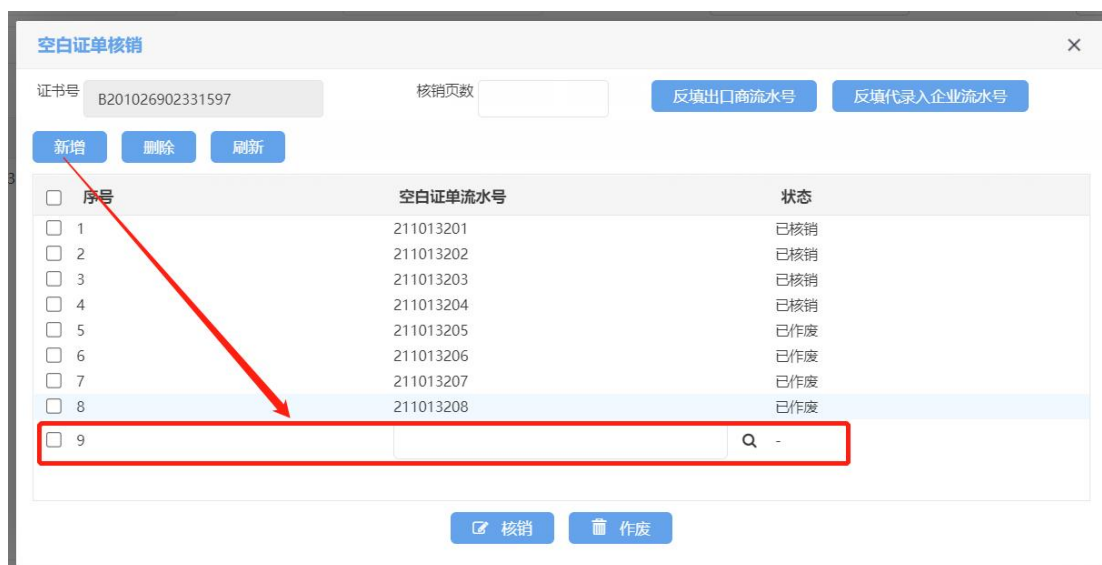 空白证单核销 ×
证书号 B201026902331597 核销页数 反填出口商流水号 反填代录入企业流水号
新增 删除 刷新
3
序号 空白证单流水号 状态
1 211013201 已核销
2 211013202 已核销
3 211013203 已核销
4 211013204 已核销
5 211013205 已作废
6 211013206 已作废
7 211013207 已作废
8 211013208 已作废
9 -
核销 作废